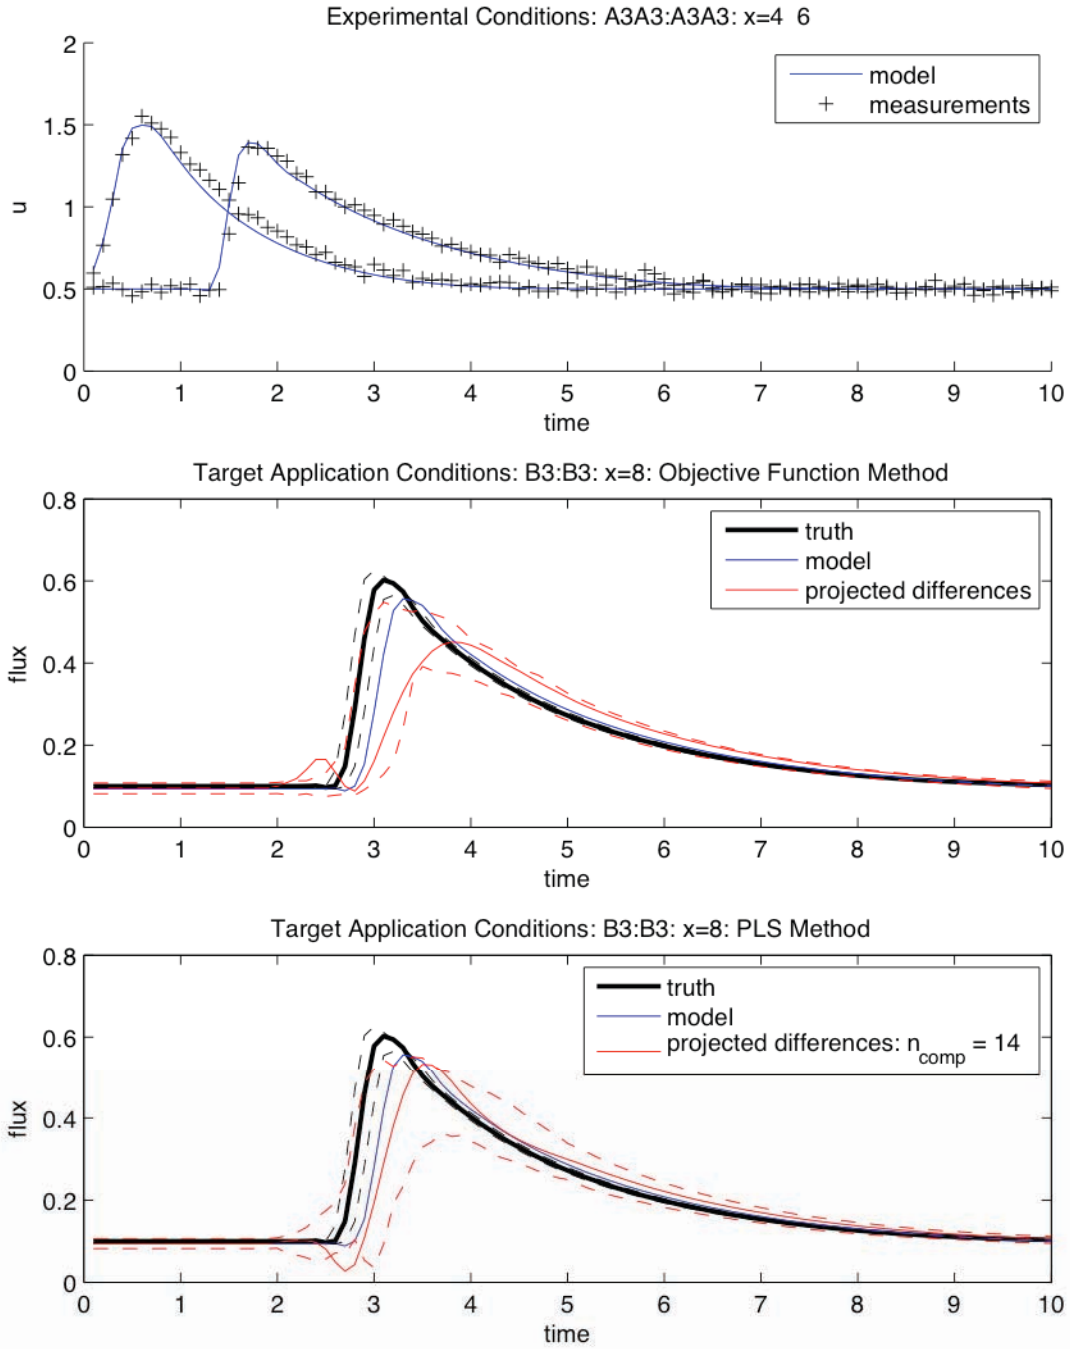 Experimental Conditions: A3A3:A3A3: x=4 6
2
1.5
1
0.5
0
u
model
measurements
0 1 2 3 4 5 6 7 8 9 10
time
Target Application Conditions: B3:B3: x=8: Objective Function Method
0.8
0.6
0.4
0.2
0
flux
truth
model
projected differences
0 1 2 3 4 5 6 7 8 9 10
time
Target Application Conditions: B3:B3: x=8: PLS Method
0.8
0.6
0.4
0.2
0
flux
truth
model
projected differences: n_comp = 14
0 1 2 3 4 5 6 7 8 9 10
time